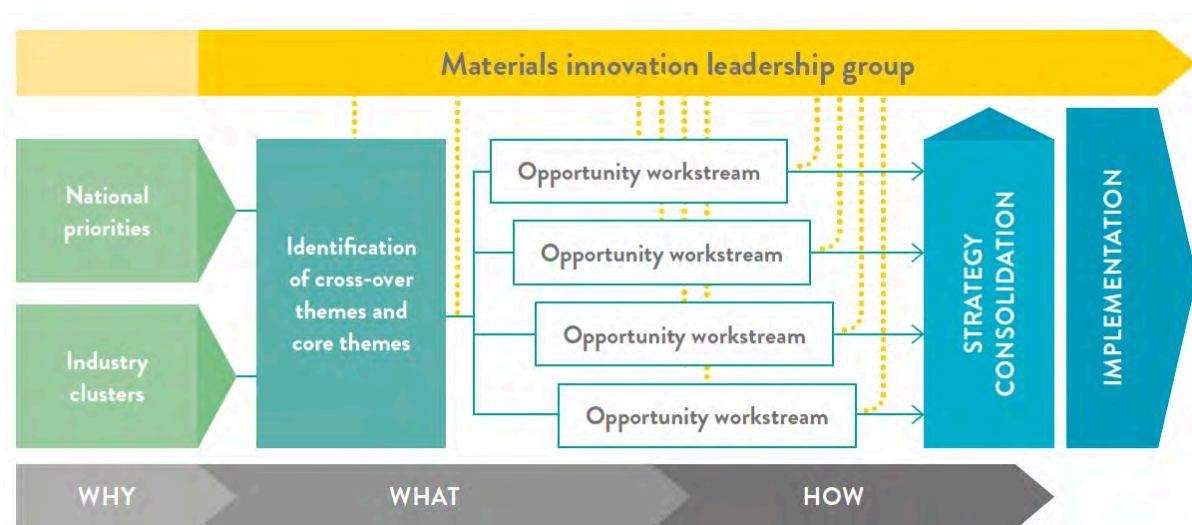 Materials innovation leadership group
National
priorities
Industry
clusters
Identification
of cross-over
themes and
core themes
Opportunity workstream
Opportunity workstream
Opportunity workstream
Opportunity workstream
STRATEGY
CONSOLIDATION
IMPLEMENTATION
WHY
WHAT
HOW